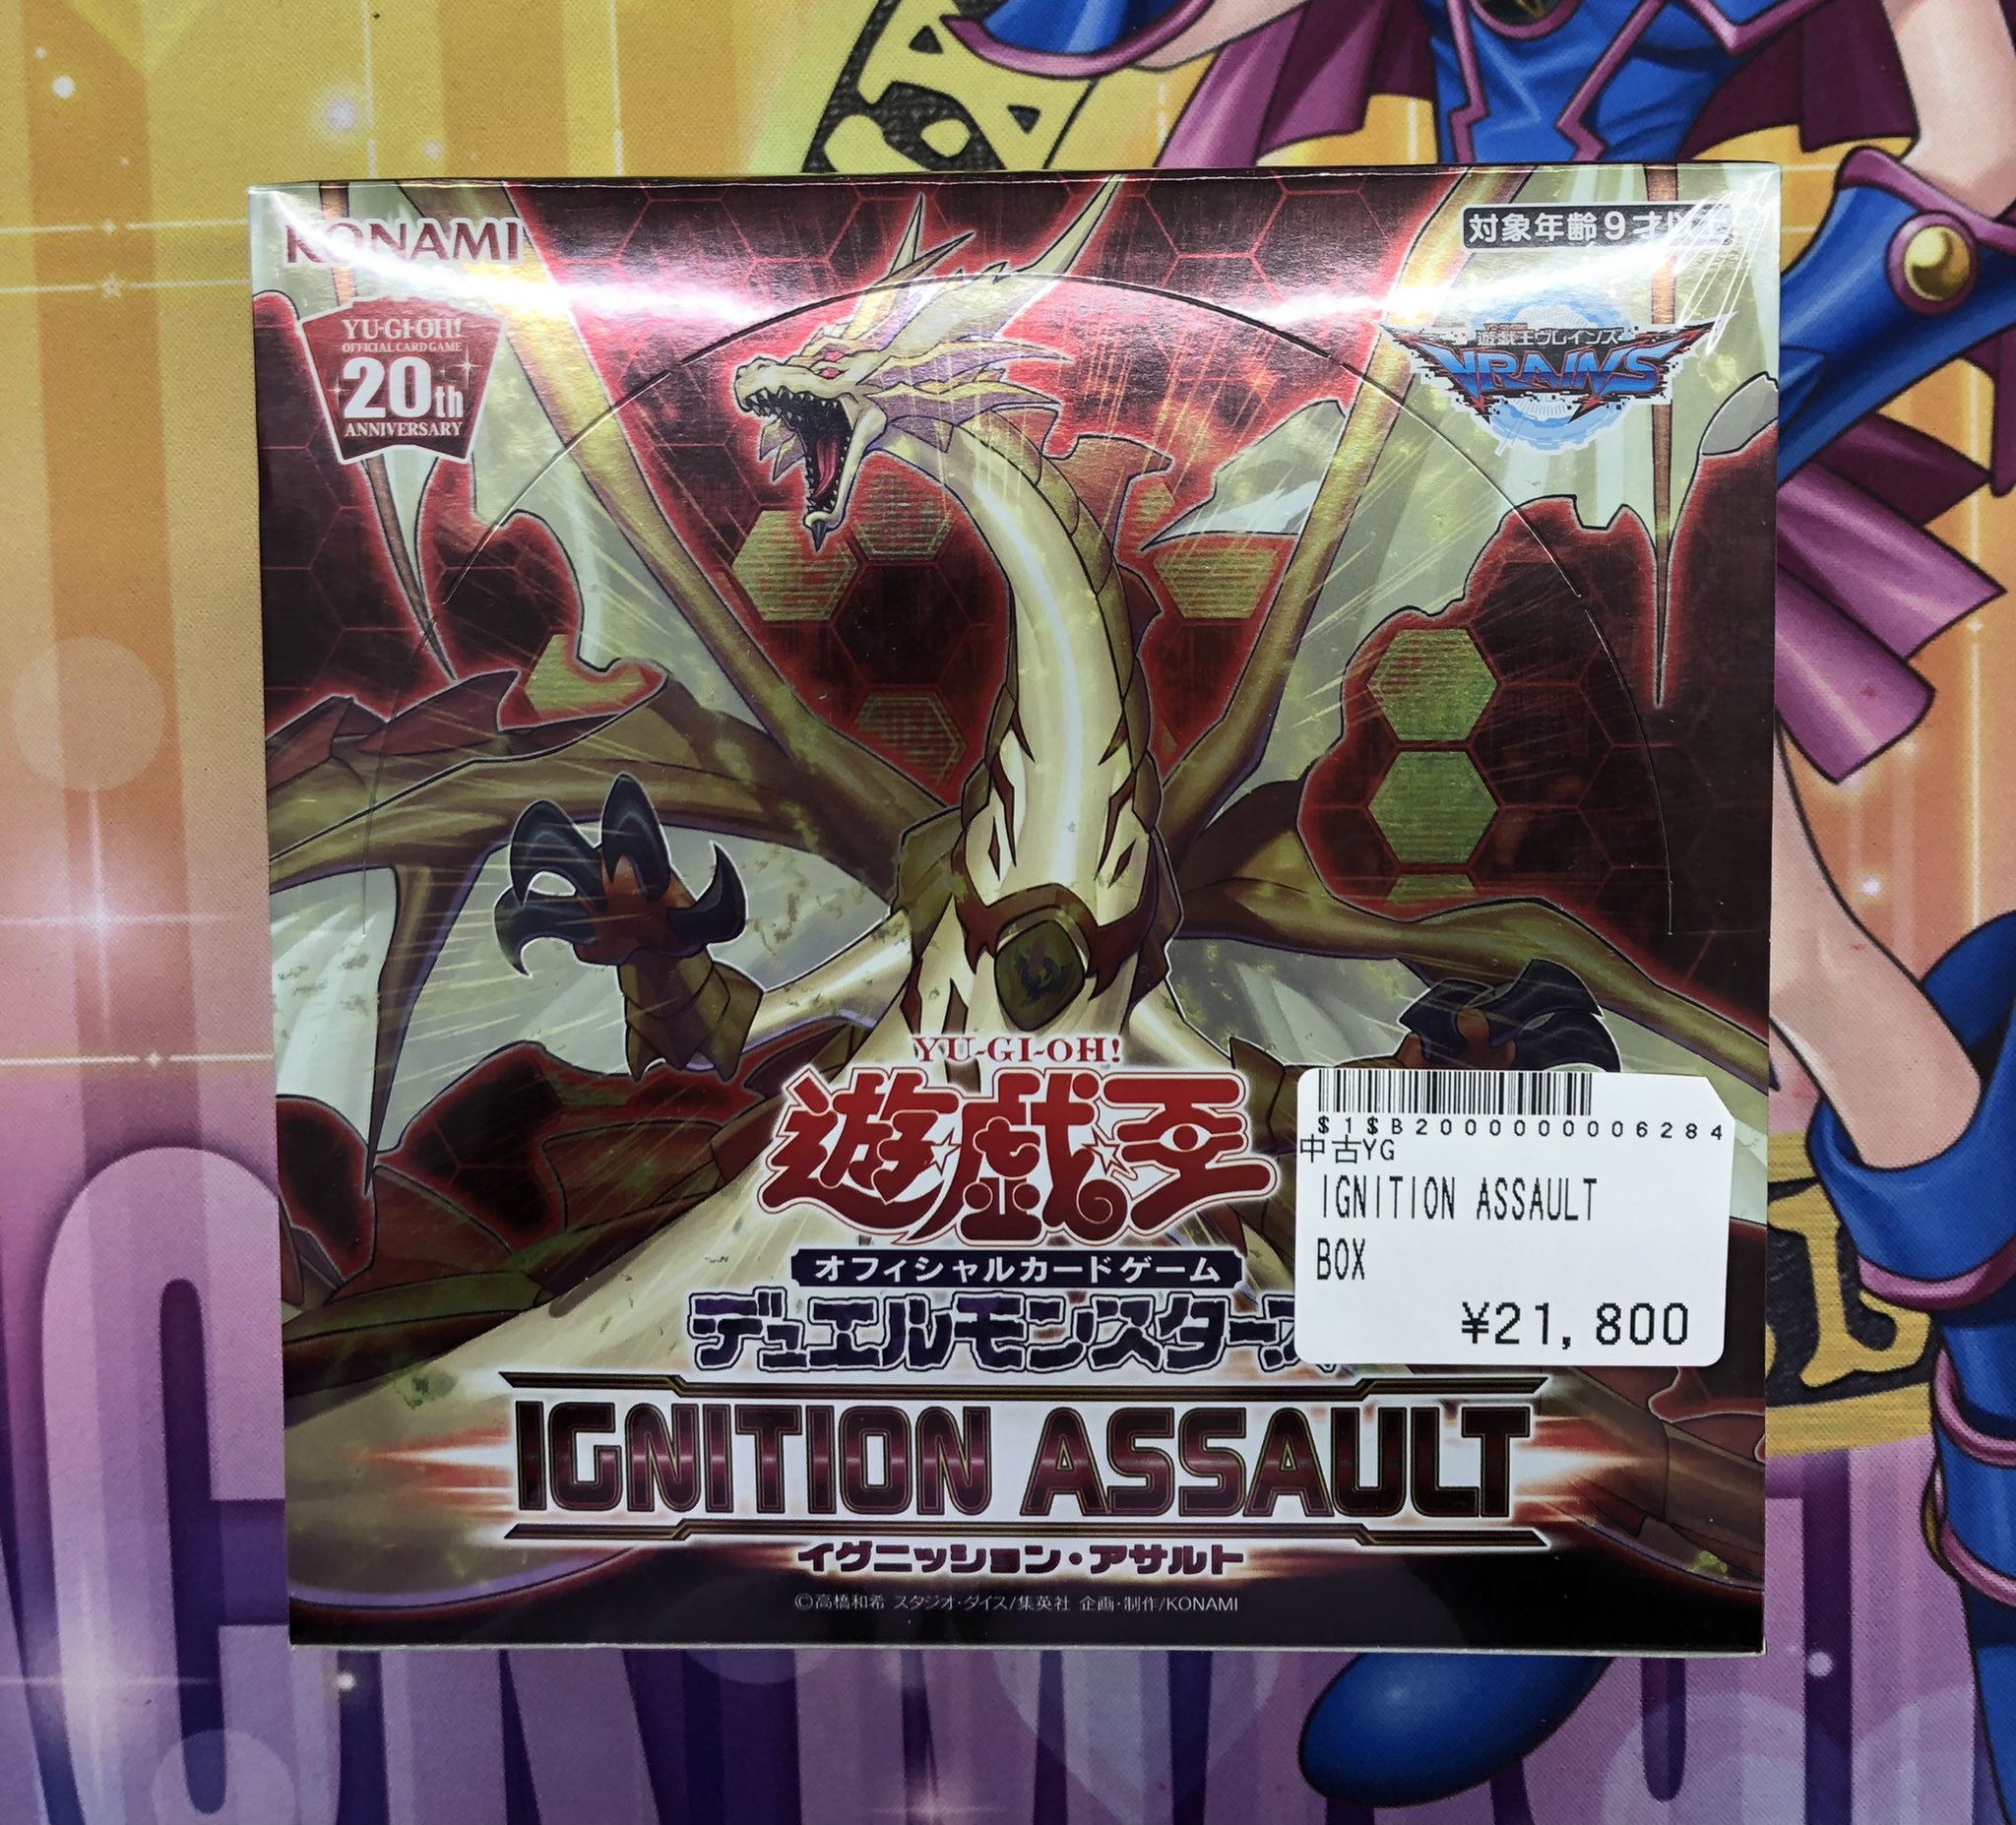 KONAMI
対象年齢9才以上
YU-GI-OH!
OFFICIAL CARD GAME
20th
ANNIVERSARY
遊戯王ヴレインズ
VRAINS
YU-GI-OH!
遊戯王
オフィシャルカードゲーム
デュエルモンスターズ
$1$B2000000006284
中古YG
IGNITION ASSAULT
BOX
¥21,800
IGNITION ASSAULT
イグニッション・アサルト
©高橋和希 スタジオ・ダイス/集英社 企画・制作/KONAMI